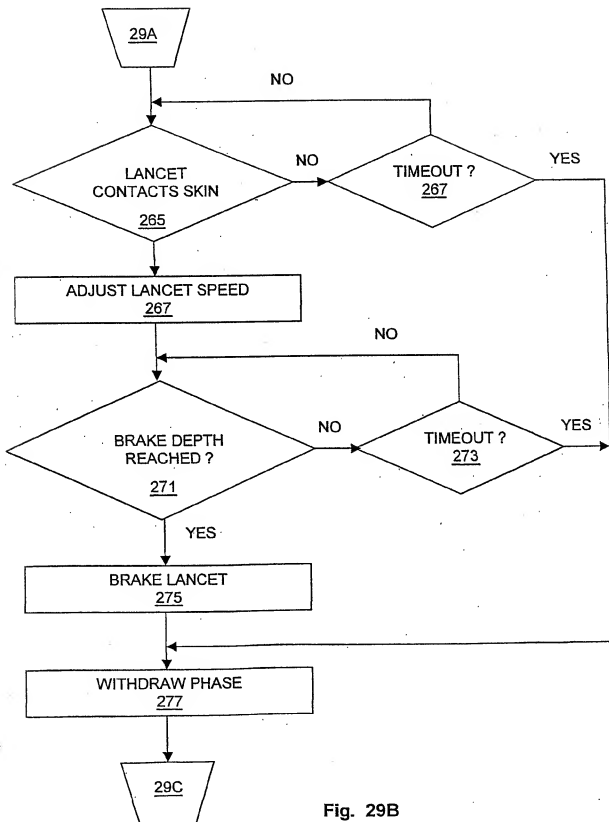 29A
NO
LANCET
CONTACTS SKIN
265
NO
TIMEOUT ?
267
YES
ADJUST LANCET SPEED
267
NO
BRAKE DEPTH
REACHED ?
271
NO
TIMEOUT ?
273
YES
YES
BRAKE LANCET
275
WITHDRAW PHASE
277
29C
Fig. 29B